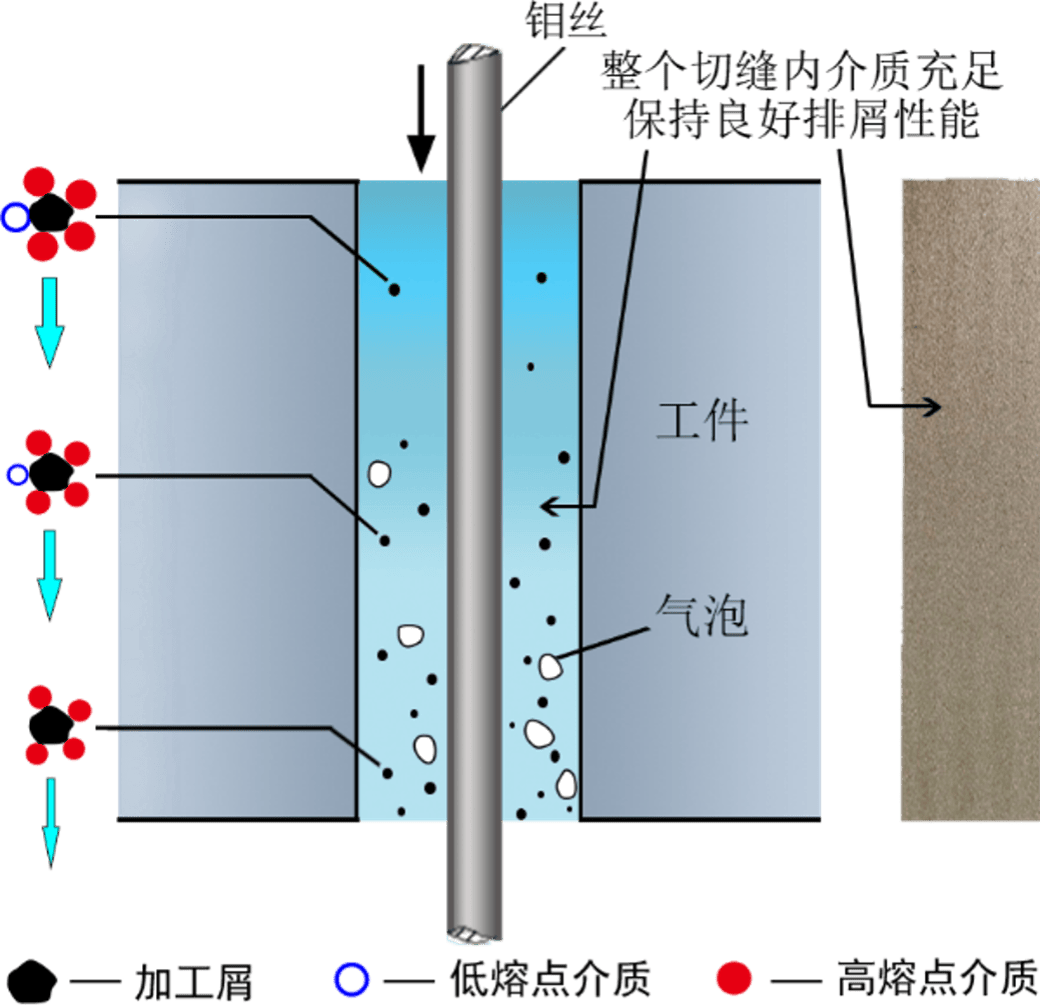 钼丝
整个切缝内介质充足
保持良好排屑性能
工件
气泡
加工屑
低熔点介质
高熔点介质